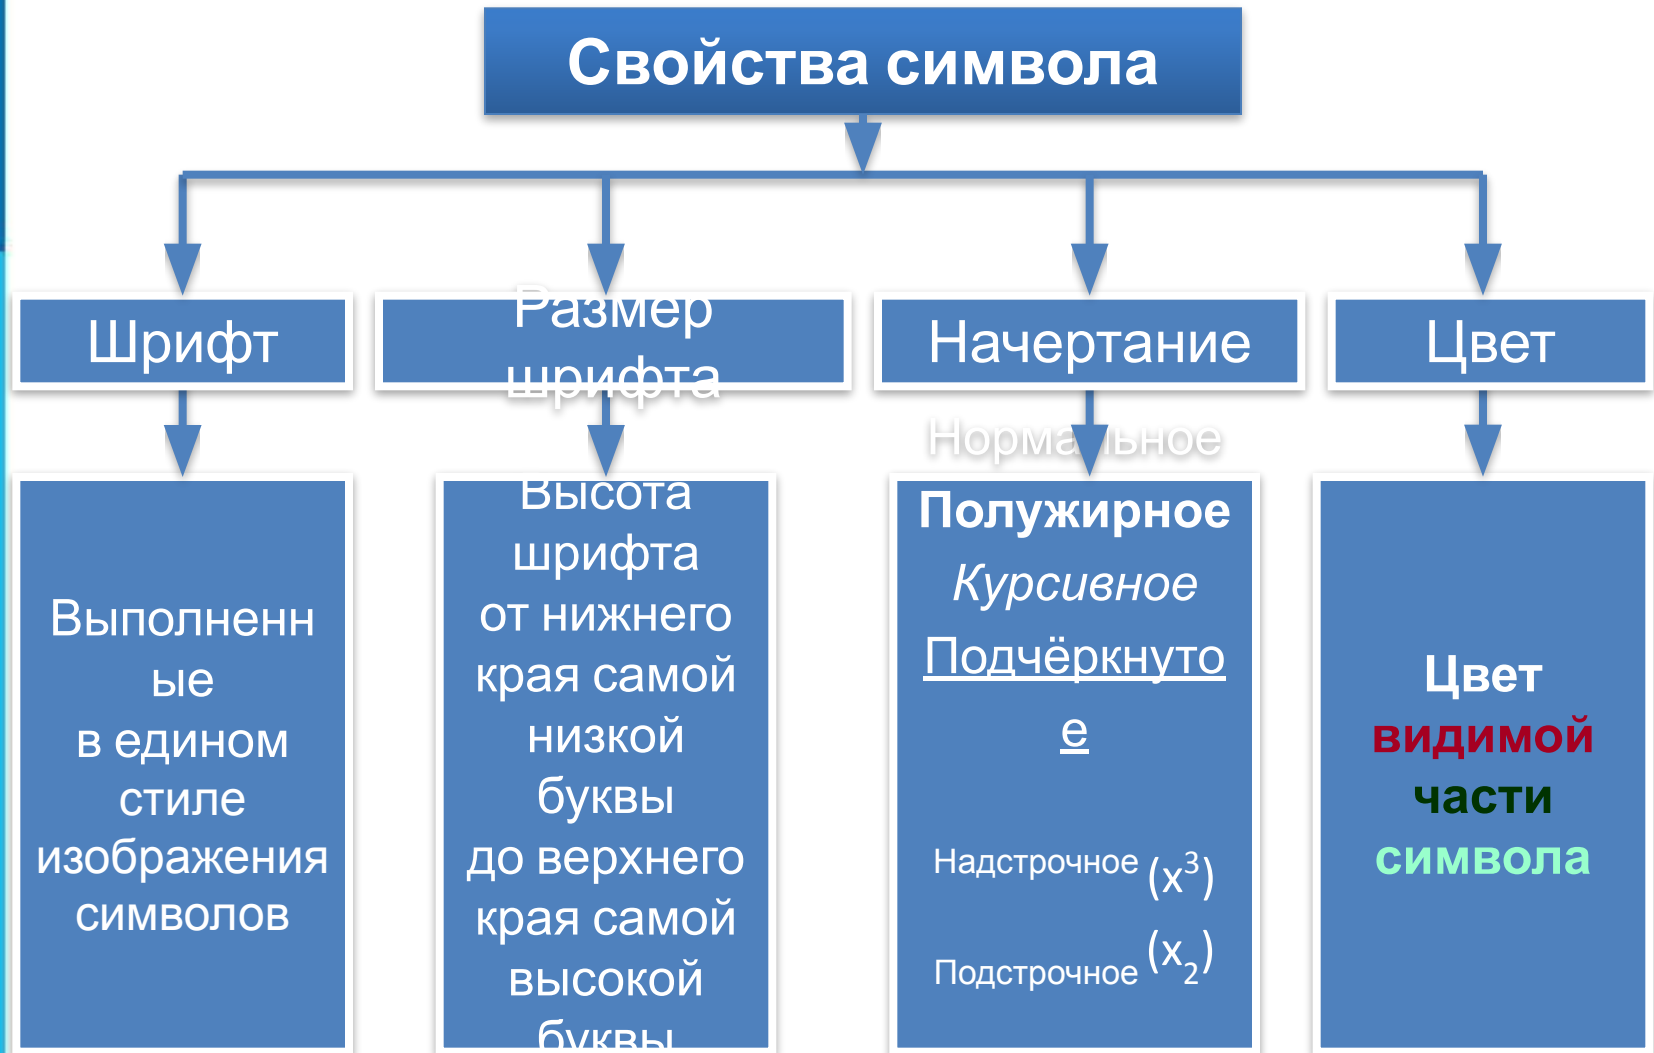 Свойства символа
Шрифт
Размер
шрифта
Начертание
Цвет
Выполненн
ые
в едином
стиле
изображения
символов
Высота
шрифта
от нижнего
края самой
низкой
буквы
до верхнего
края самой
высокой
буквы
Нормальное
Полужирное
Курсивное
Подчёркнуто
е
Надстрочное (x³)
Подстрочное (x₂)
Цвет
видимой
части
символа